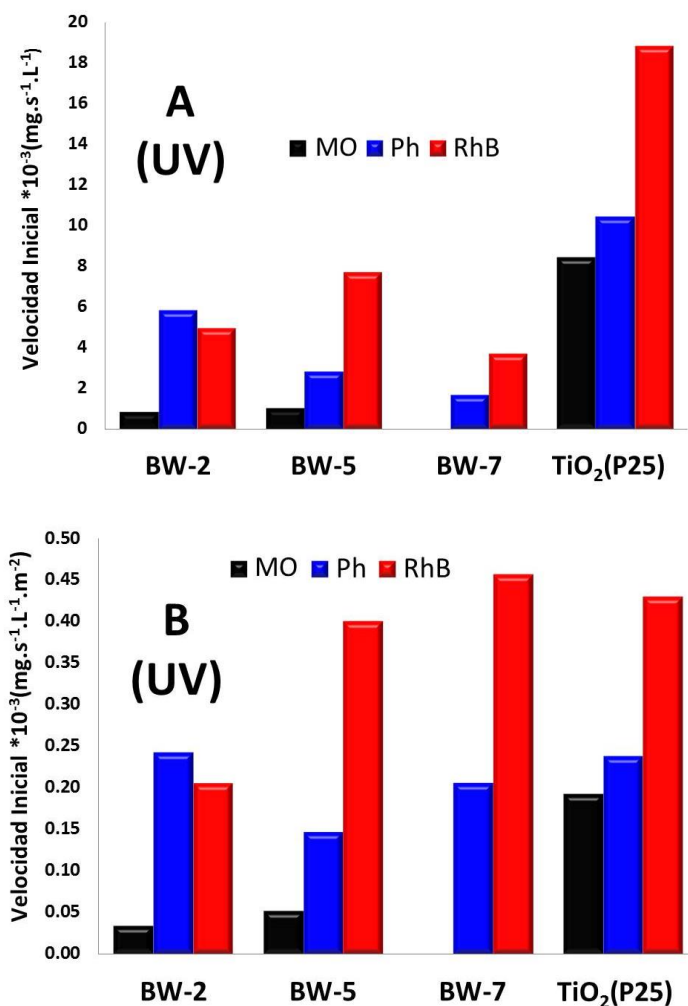 20
18
16
14
12
10
8
6
4
2
0
Velocidad Inicial *10⁻³(mg.s⁻¹.L⁻¹)
A
(UV)
MO Ph RhB
BW-2 BW-5 BW-7 TiO₂(P25)
0.50
0.45
0.40
0.35
0.30
0.25
0.20
0.15
0.10
0.05
0.00
Velocidad Inicial *10⁻³(mg.s⁻¹.L⁻¹.m⁻²)
MO Ph RhB
B
(UV)
BW-2 BW-5 BW-7 TiO₂(P25)